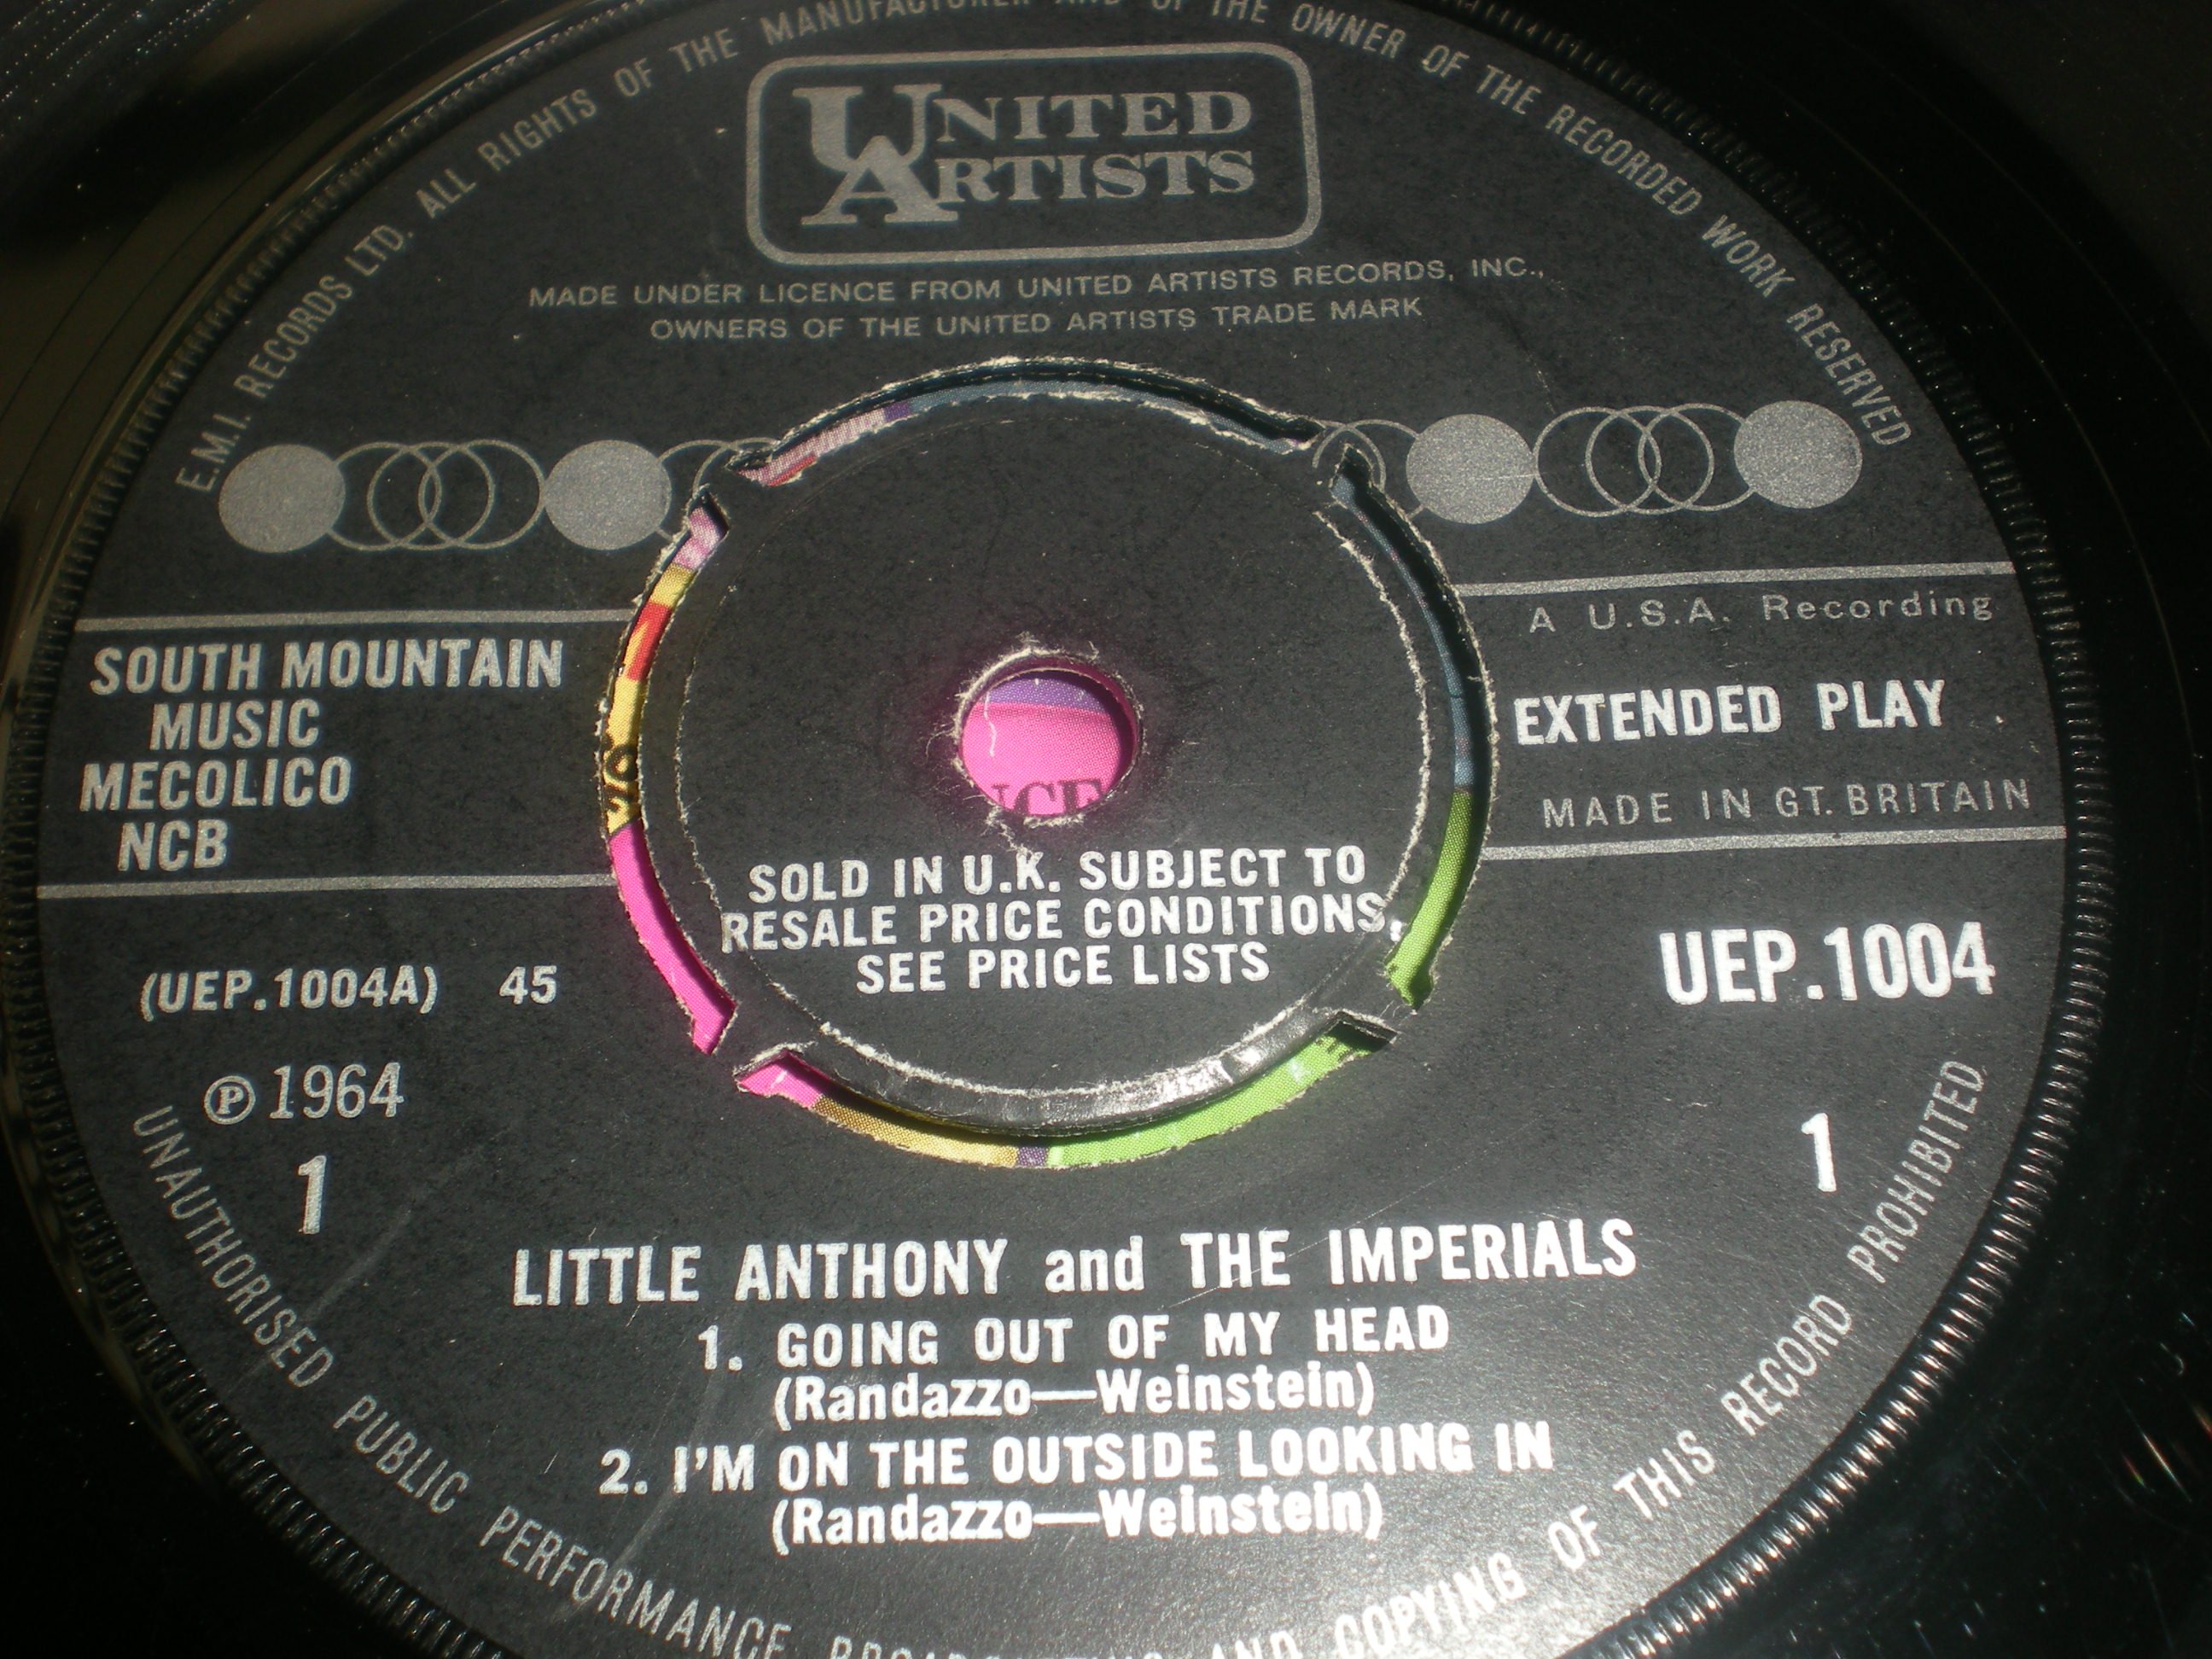 E.M.I. RECORDS LTD. ALL RIGHTS OF THE MANUFACTURER AND OF THE OWNER OF THE RECORDED WORK RESERVED
UNITED
ARTISTS
MADE UNDER LICENCE FROM UNITED ARTISTS RECORDS, INC.,
OWNERS OF THE UNITED ARTISTS TRADE MARK
SOUTH MOUNTAIN
MUSIC
MECOLICO
NCB
A U.S.A. Recording
EXTENDED PLAY
MADE IN GT. BRITAIN
SOLD IN U.K. SUBJECT TO
RESALE PRICE CONDITIONS,
SEE PRICE LISTS
(UEP.1004A) 45
UEP.1004
℗ 1964
1
1
LITTLE ANTHONY and THE IMPERIALS
1. GOING OUT OF MY HEAD
(Randazzo—Weinstein)
2. I'M ON THE OUTSIDE LOOKING IN
(Randazzo—Weinstein)
UNAUTHORISED PUBLIC PERFORMANCE AND COPYING OF THIS RECORD PROHIBITED